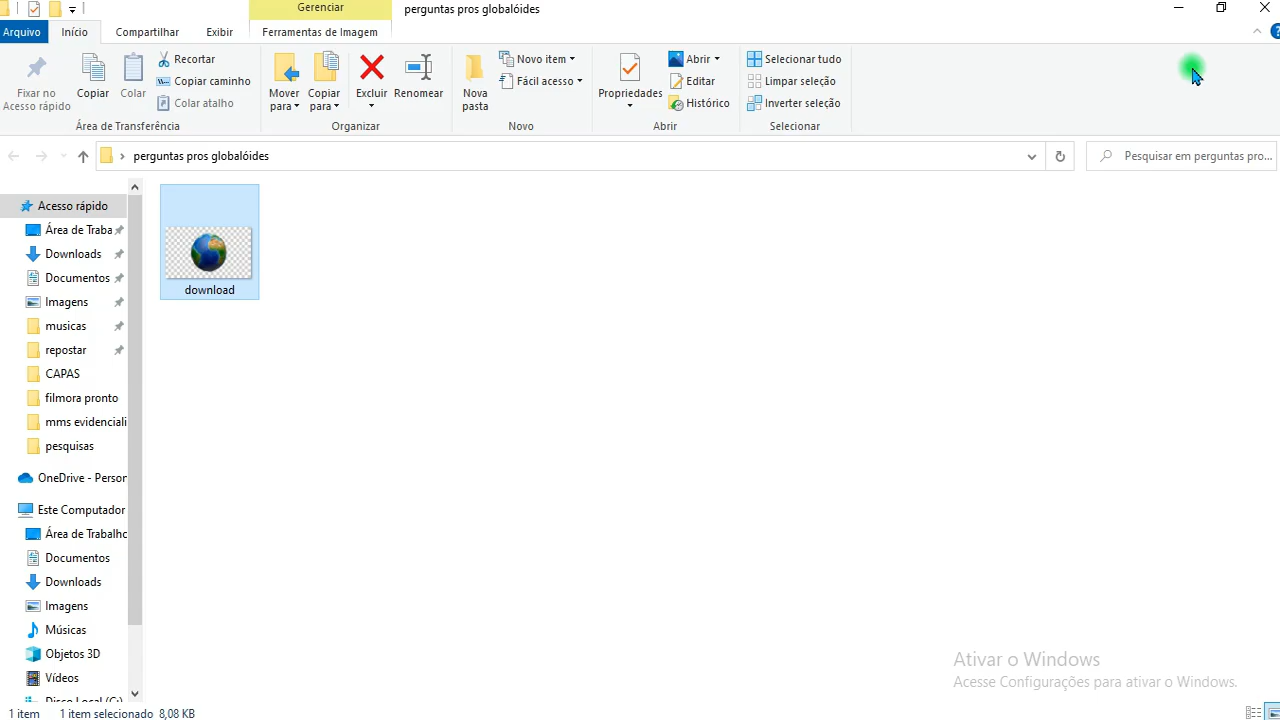 Gerenciar
perguntas pros globalóides
Arquivo
Início
Compartilhar
Exibir
Ferramentas de Imagem
Fixar no
Acesso rápido
Copiar
Colar
Recortar
Copiar caminho
Colar atalho
Área de Transferência
Mover
para
Copiar
para
Excluir
Renomear
Organizar
Nova
pasta
Novo item
Fácil acesso
Novo
Propriedades
Abrir
Editar
Histórico
Abrir
Selecionar tudo
Limpar seleção
Inverter seleção
Selecionar
perguntas pros globalóides
Pesquisar em perguntas pro...
Acesso rápido
Área de Traba
Downloads
Documentos
Imagens
musicas
repostar
CAPAS
filmora pronto
mms evidenciali
pesquisas
OneDrive - Person
Este Computador
Área de Trabalho
Documentos
Downloads
Imagens
Músicas
Objetos 3D
Vídeos
Disco Local (C:)
download
Ativar o Windows
Acesse Configurações para ativar o Windows.
1 item
1 item selecionado 8,08 KB